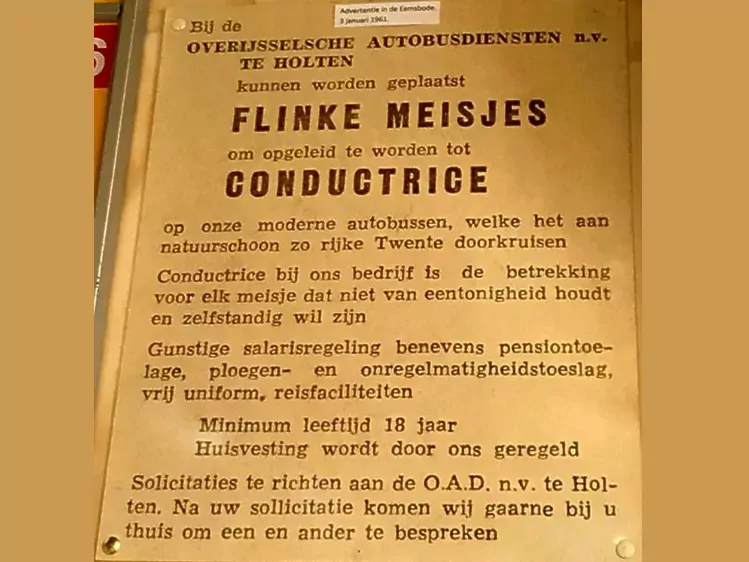 Advertentie in de Eemsbode.
3 januari 1961.
Bij de
OVERIJSSELSCHE AUTOBUSDIENSTEN n.v.
TE HOLTEN
kunnen worden geplaatst
FLINKE MEISJES
om opgeleid te worden tot
CONDUCTRICE
op onze moderne autobussen, welke het aan
natuurschoon zo rijke Twente doorkruisen
Conductrice bij ons bedrijf is de betrekking
voor elk meisje dat niet van eentonigheid houdt
en zelfstandig wil zijn
Gunstige salarisregeling benevens pensiontoe-
lage, ploegen- en onregelmatigheidstoeslag,
vrij uniform, reisfaciliteiten
Minimum leeftijd 18 jaar
Huisvesting wordt door ons geregeld
Solicitaties te richten aan de O.A.D. n.v. te Hol-
ten. Na uw sollicitatie komen wij gaarne bij u
thuis om een en ander te bespreken